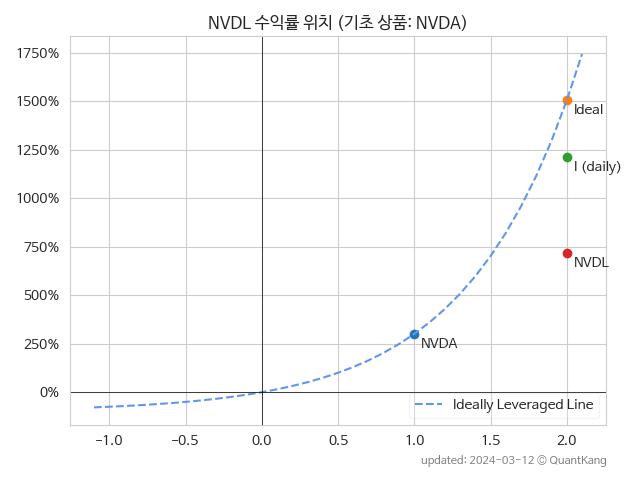 NVDL 수익률 위치 (기초 상품: NVDA)
1750%
1500%
Ideal
1250%
I (daily)
1000%
750%
NVDL
500%
250%
NVDA
0%
Ideally Leveraged Line
−1.0 −0.5 0.0 0.5 1.0 1.5 2.0
updated: 2024-03-12 © QuantKang